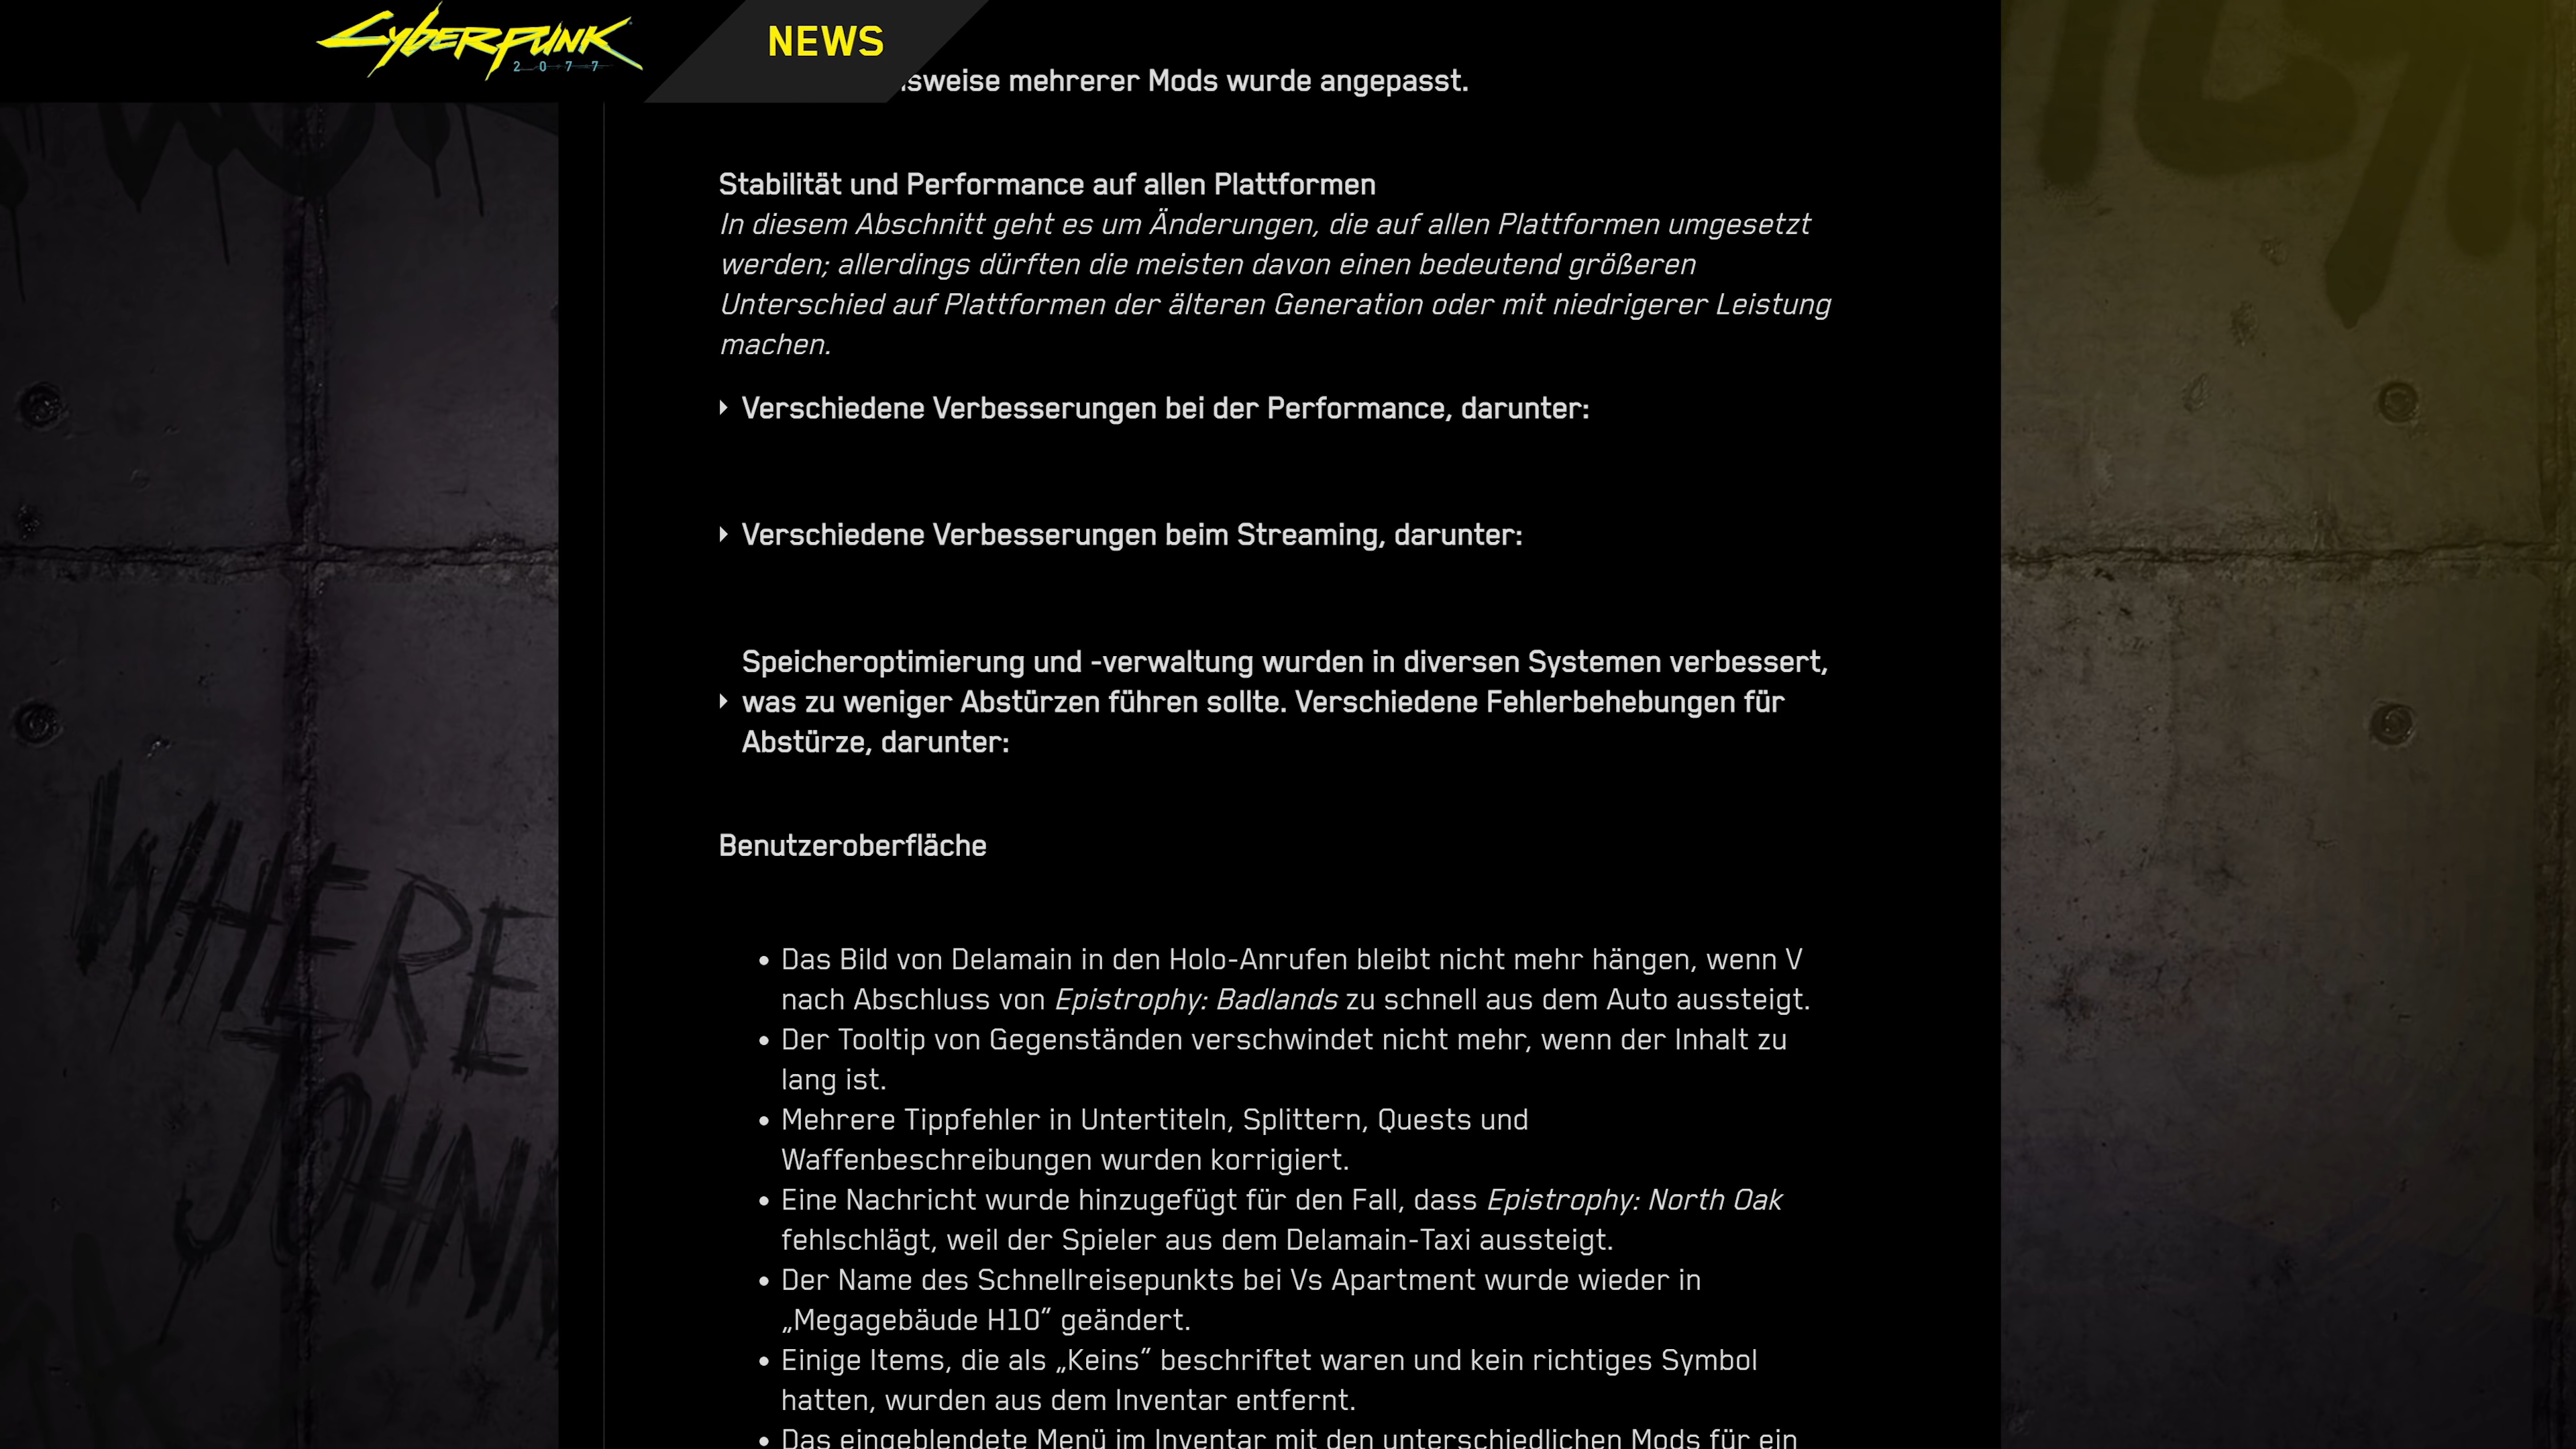 Cyberpunk
2077
NEWS
sweise mehrerer Mods wurde angepasst.
Stabilität und Performance auf allen Plattformen
In diesem Abschnitt geht es um Änderungen, die auf allen Plattformen umgesetzt
werden; allerdings dürften die meisten davon einen bedeutend größeren
Unterschied auf Plattformen der älteren Generation oder mit niedrigerer Leistung
machen.
Verschiedene Verbesserungen bei der Performance, darunter:
Verschiedene Verbesserungen beim Streaming, darunter:
Speicheroptimierung und -verwaltung wurden in diversen Systemen verbessert,
was zu weniger Abstürzen führen sollte. Verschiedene Fehlerbehebungen für
Abstürze, darunter:
Benutzeroberfläche
• Das Bild von Delamain in den Holo-Anrufen bleibt nicht mehr hängen, wenn V
nach Abschluss von Epistrophy: Badlands zu schnell aus dem Auto aussteigt.
• Der Tooltip von Gegenständen verschwindet nicht mehr, wenn der Inhalt zu
lang ist.
• Mehrere Tippfehler in Untertiteln, Splittern, Quests und
Waffenbeschreibungen wurden korrigiert.
• Eine Nachricht wurde hinzugefügt für den Fall, dass Epistrophy: North Oak
fehlschlägt, weil der Spieler aus dem Delamain-Taxi aussteigt.
• Der Name des Schnellreisepunkts bei Vs Apartment wurde wieder in
„Megagebäude H10” geändert.
• Einige Items, die als „Keins” beschriftet waren und kein richtiges Symbol
hatten, wurden aus dem Inventar entfernt.
• Das eingeblendete Menü im Inventar mit den unterschiedlichen Mods für ein
WHERE
I
JOHN